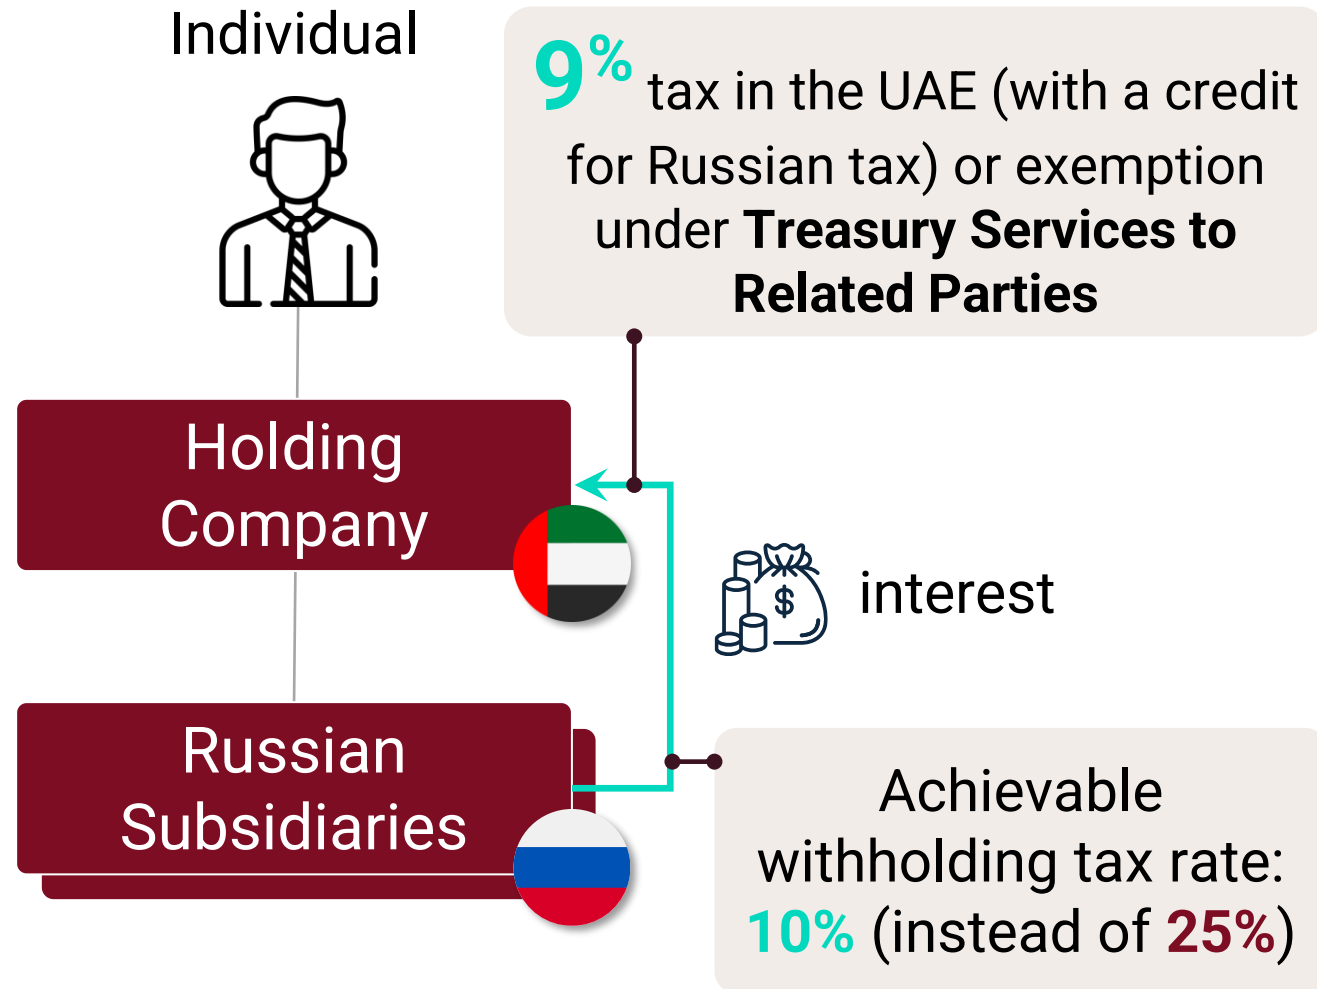 Individual
9% tax in the UAE (with a credit
for Russian tax) or exemption
under Treasury Services to
Related Parties
Holding
Company
$ interest
Russian
Subsidiaries
Achievable
withholding tax rate:
10% (instead of 25%)